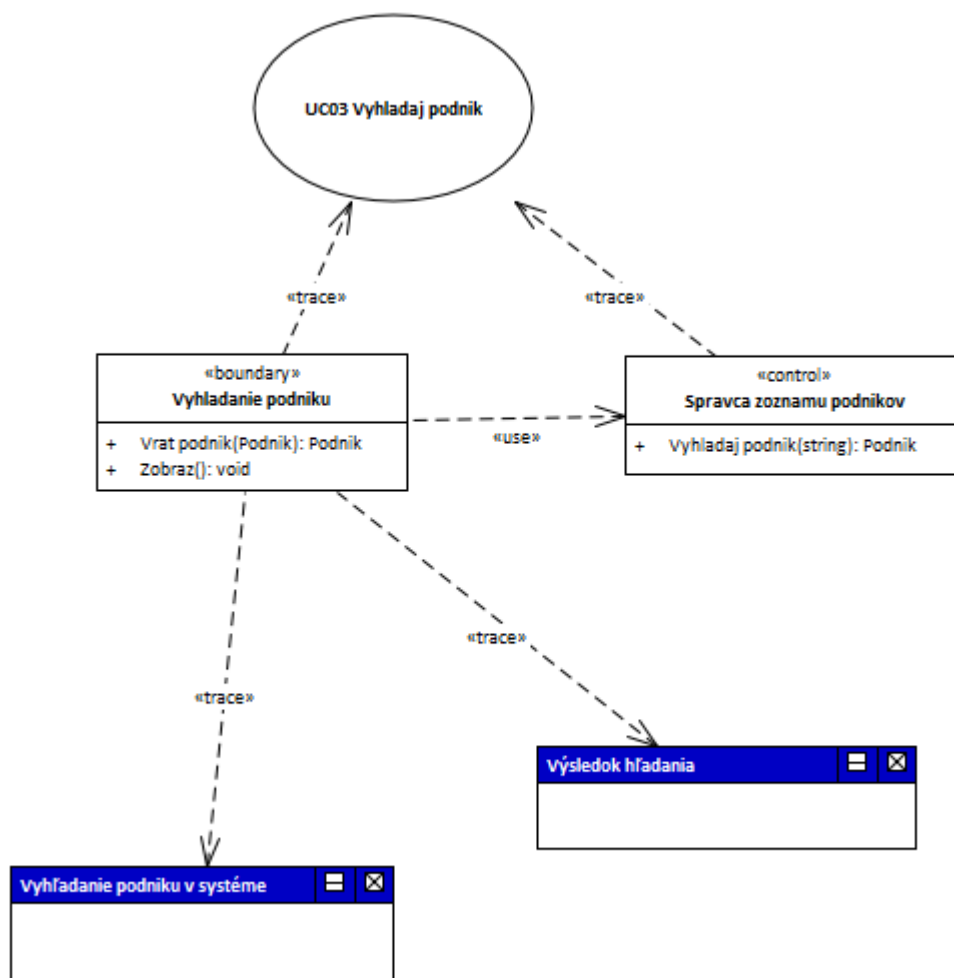 UC03 Vyhladaj podnik
«trace»
«trace»
«boundary»
Vyhladanie podniku
+ Vrat podnik(Podnik): Podnik
+ Zobraz(): void
«use»
«control»
Spravca zoznamu podnikov
+ Vyhladaj podnik(string): Podnik
«trace»
«trace»
Výsledok hľadania
Vyhľadanie podniku v systéme